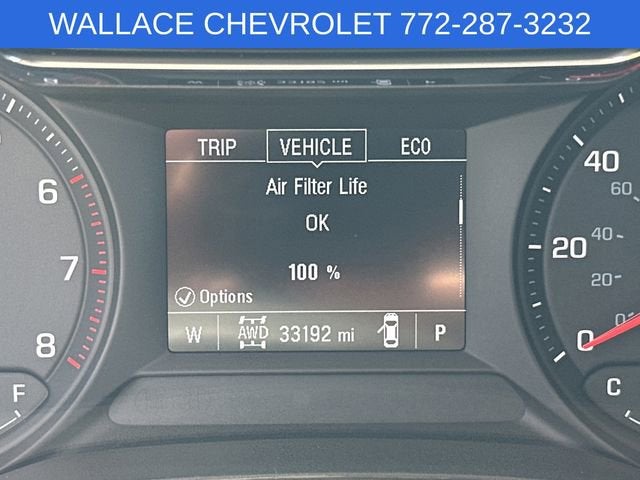 WALLACE CHEVROLET 772-287-3232
TRIP VEHICLE ECO
Air Filter Life
OK
100 %
Options
W AWD 33192 mi P
6
7
8
F
40
20
0
60
40
20
0
C